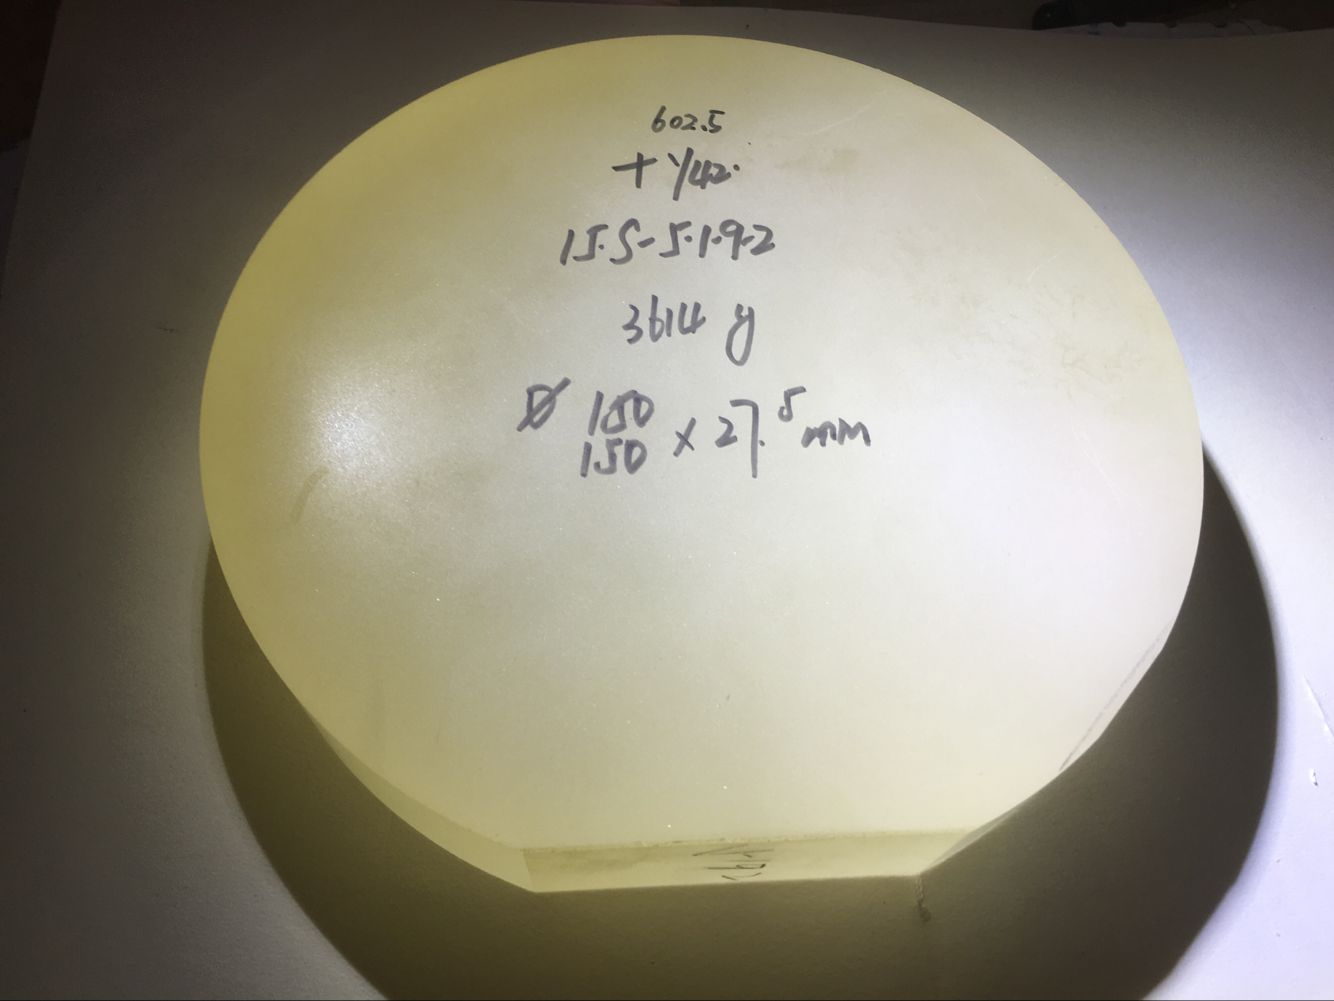 602.5
+ Y42.
15.5-5.1.9.2
3614 g
Ø 150 × 27.5 mm
150